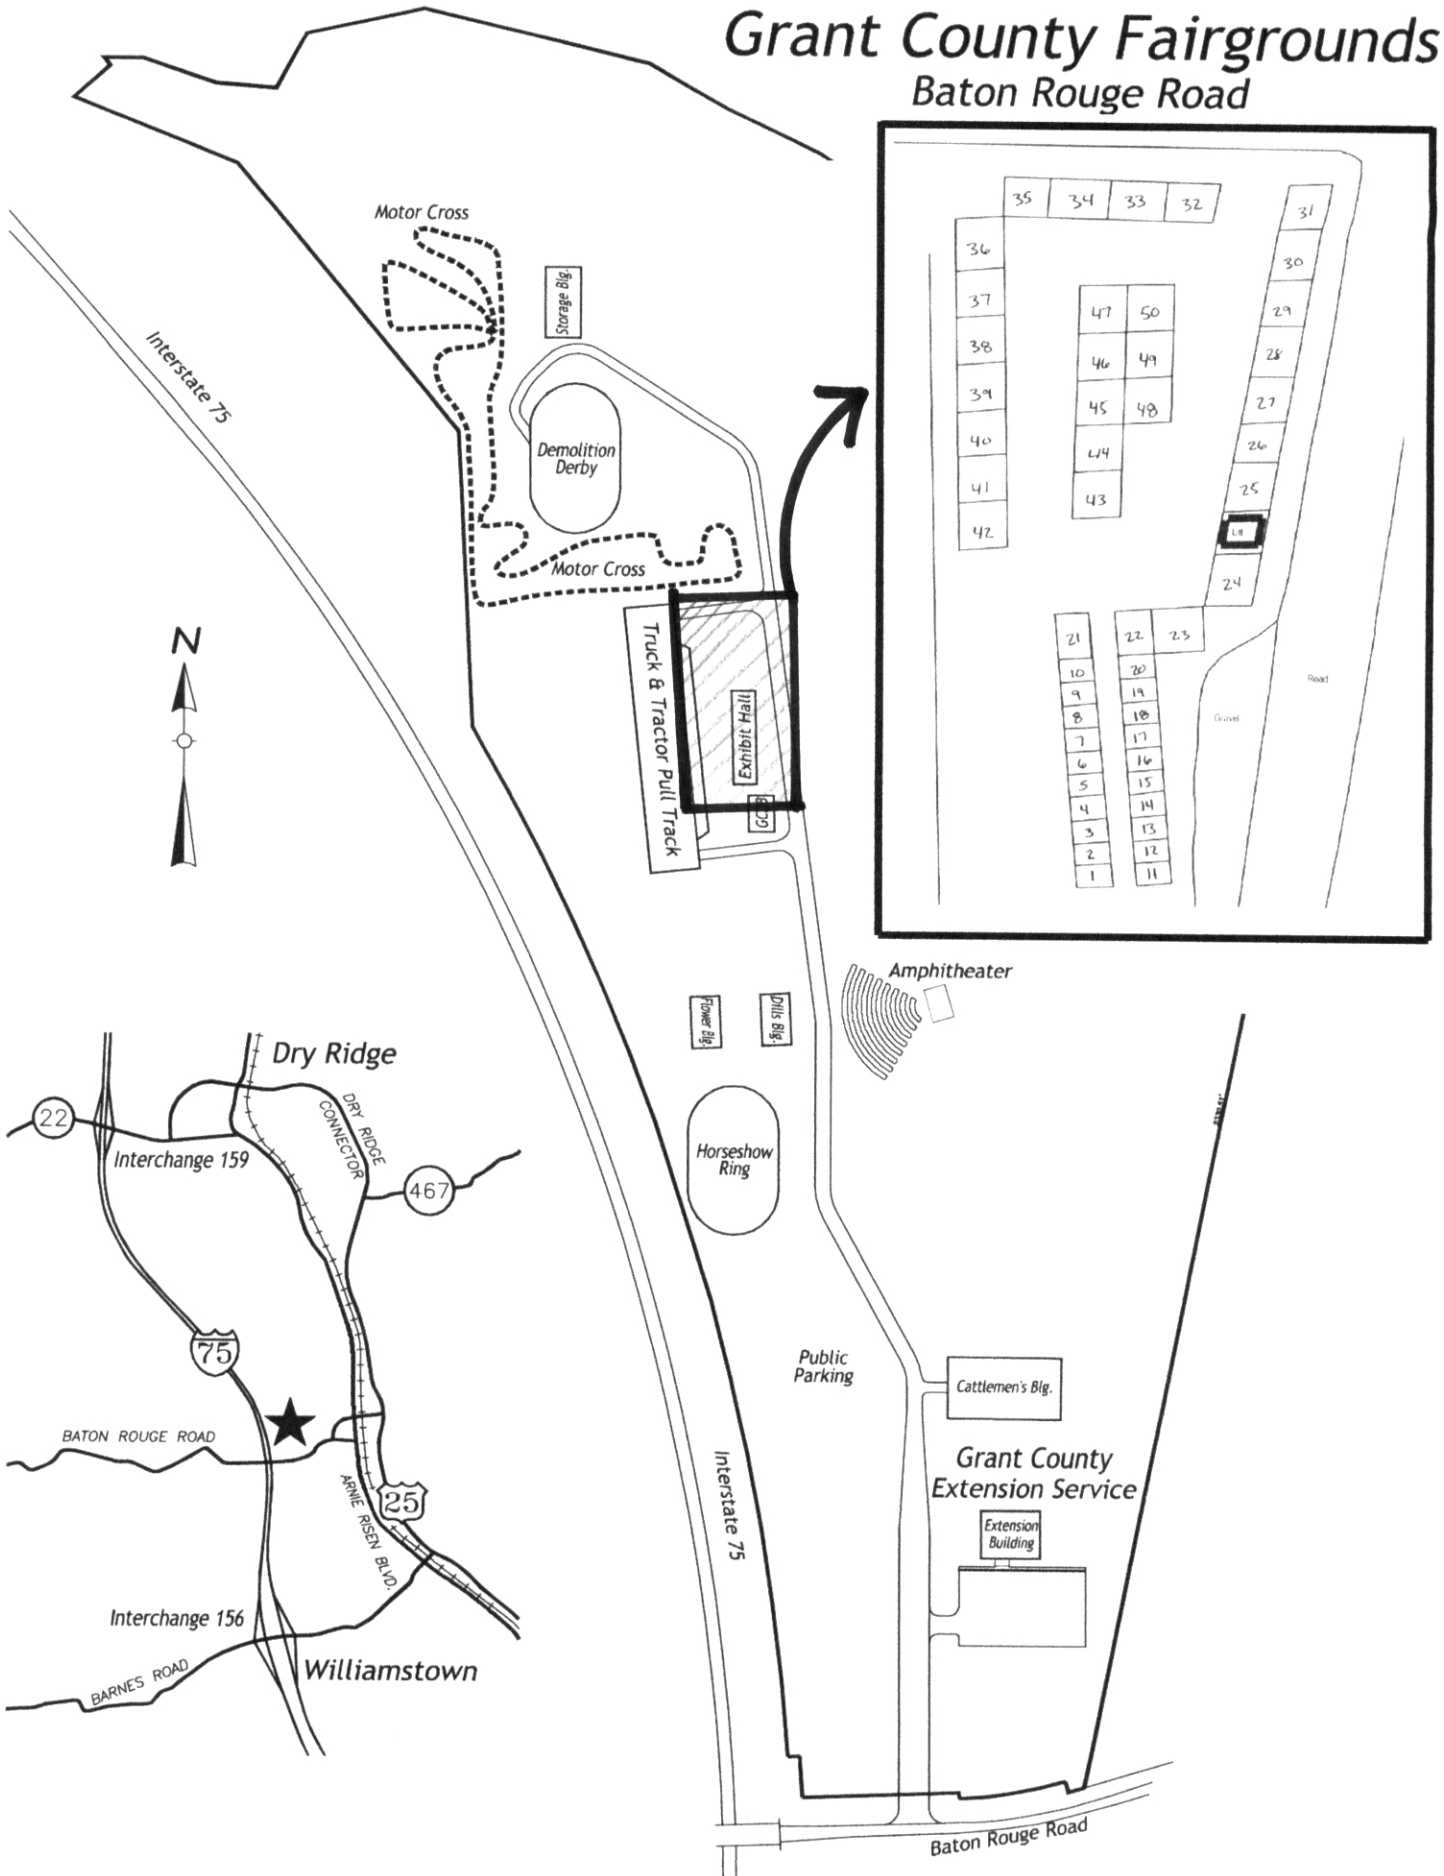 Grant County Fairgrounds
Baton Rouge Road
Motor Cross
Storage Blg.
Interstate 75
Demolition
Derby
Motor Cross
Truck & Tractor Pull Track
Exhibit Hall
N
35 34 33 32
31
36
30
37
47 50
29
38
46 49
28
39
45 48
27
40
44
26
41
43
25
42
24
21
22 23
10
20
9
19
8
18
7
17
6
16
5
15
4
14
3
13
2
12
1
11
Road
Gravel
Amphitheater
Flower Blg.
Dills Blg.
Horseshow
Ring
Dry Ridge
22
DRY RIDGE
CONNECTOR
Interchange 159
467
75
BATON ROUGE ROAD
ARNIE RISEN BLVD.
25
Interchange 156
BARNES ROAD
Williamstown
Public
Parking
Cattlemen's Blg.
Grant County
Extension Service
Extension
Building
Interstate 75
Baton Rouge Road